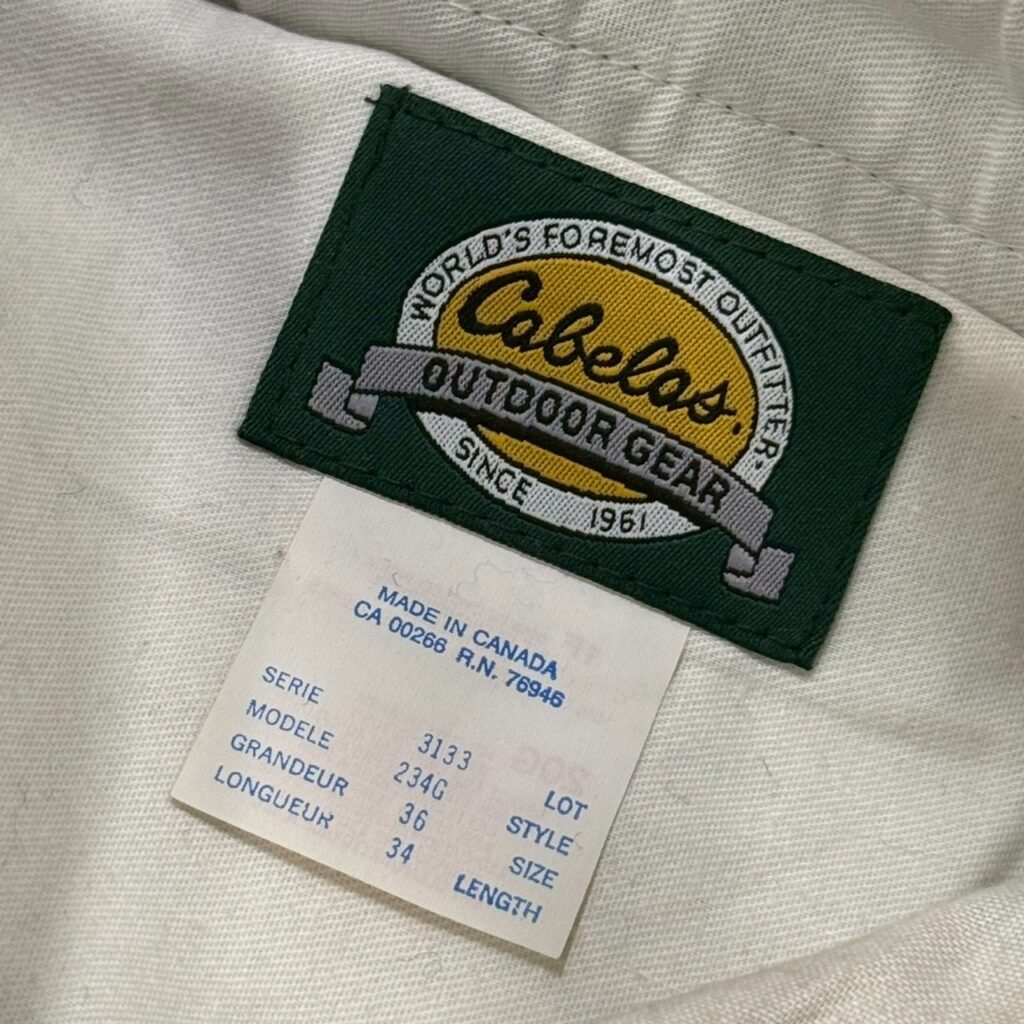 WORLD'S FOREMOST OUTFITTER.
Cabelas.
OUTDOOR GEAR
SINCE 1961
MADE IN CANADA
CA 00266 R.N. 76946
SERIE 3133 LOT
MODELE 234G STYLE
GRANDEUR 36 SIZE
LONGUEUR 34 LENGTH